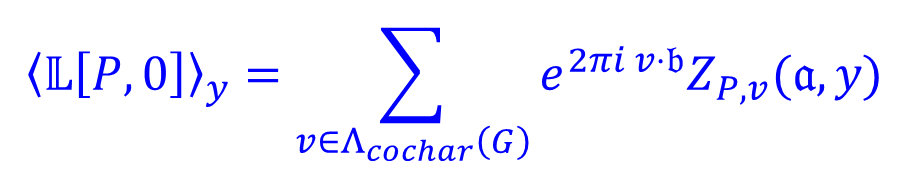 ⟨𝕃[P, 0]⟩_y = ∑_{v∈Λ_{cochar}(G)} e^{2πi v·𝔟} Z_{P,v}(𝔞, y)